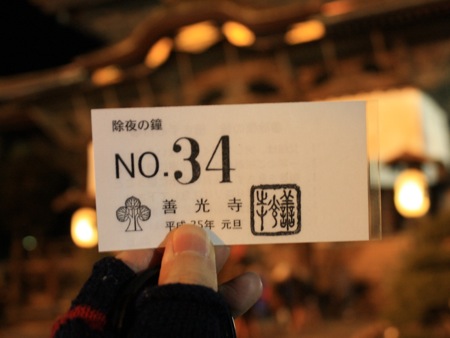 除夜の鐘
NO.34
善光寺
平成25年 元旦